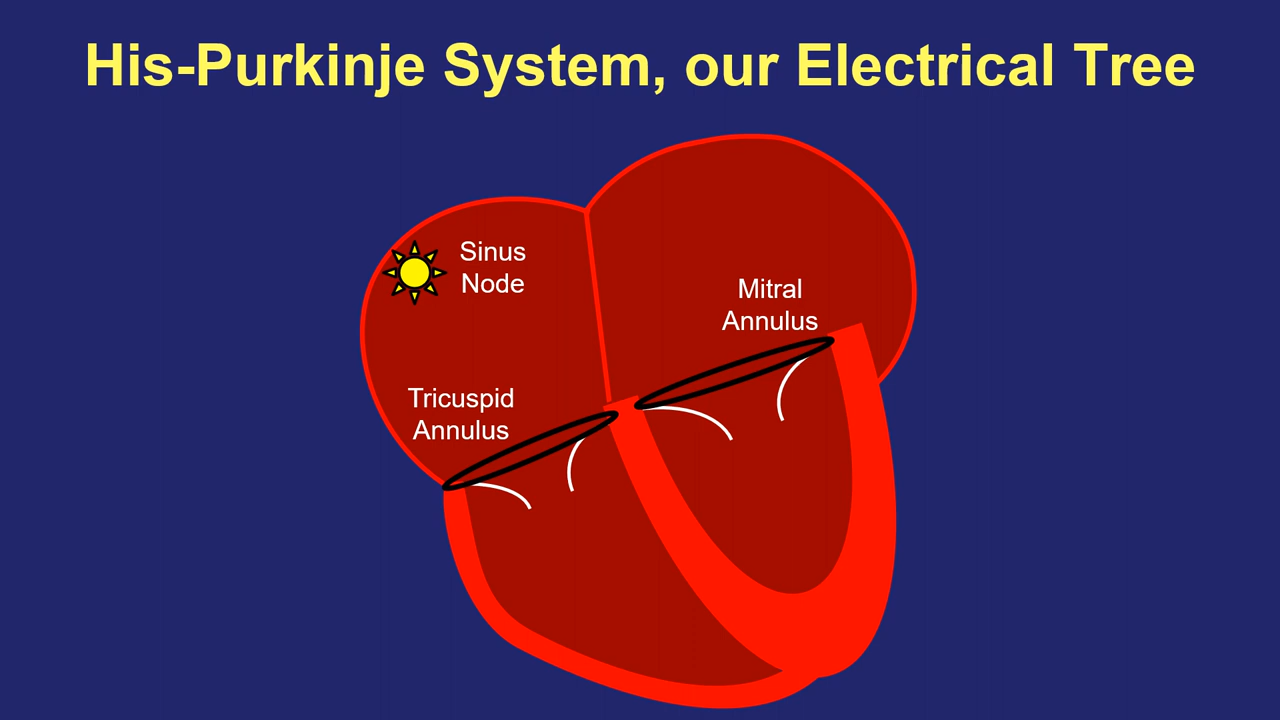 His-Purkinje System, our Electrical Tree
Sinus
Node
Mitral
Annulus
Tricuspid
Annulus